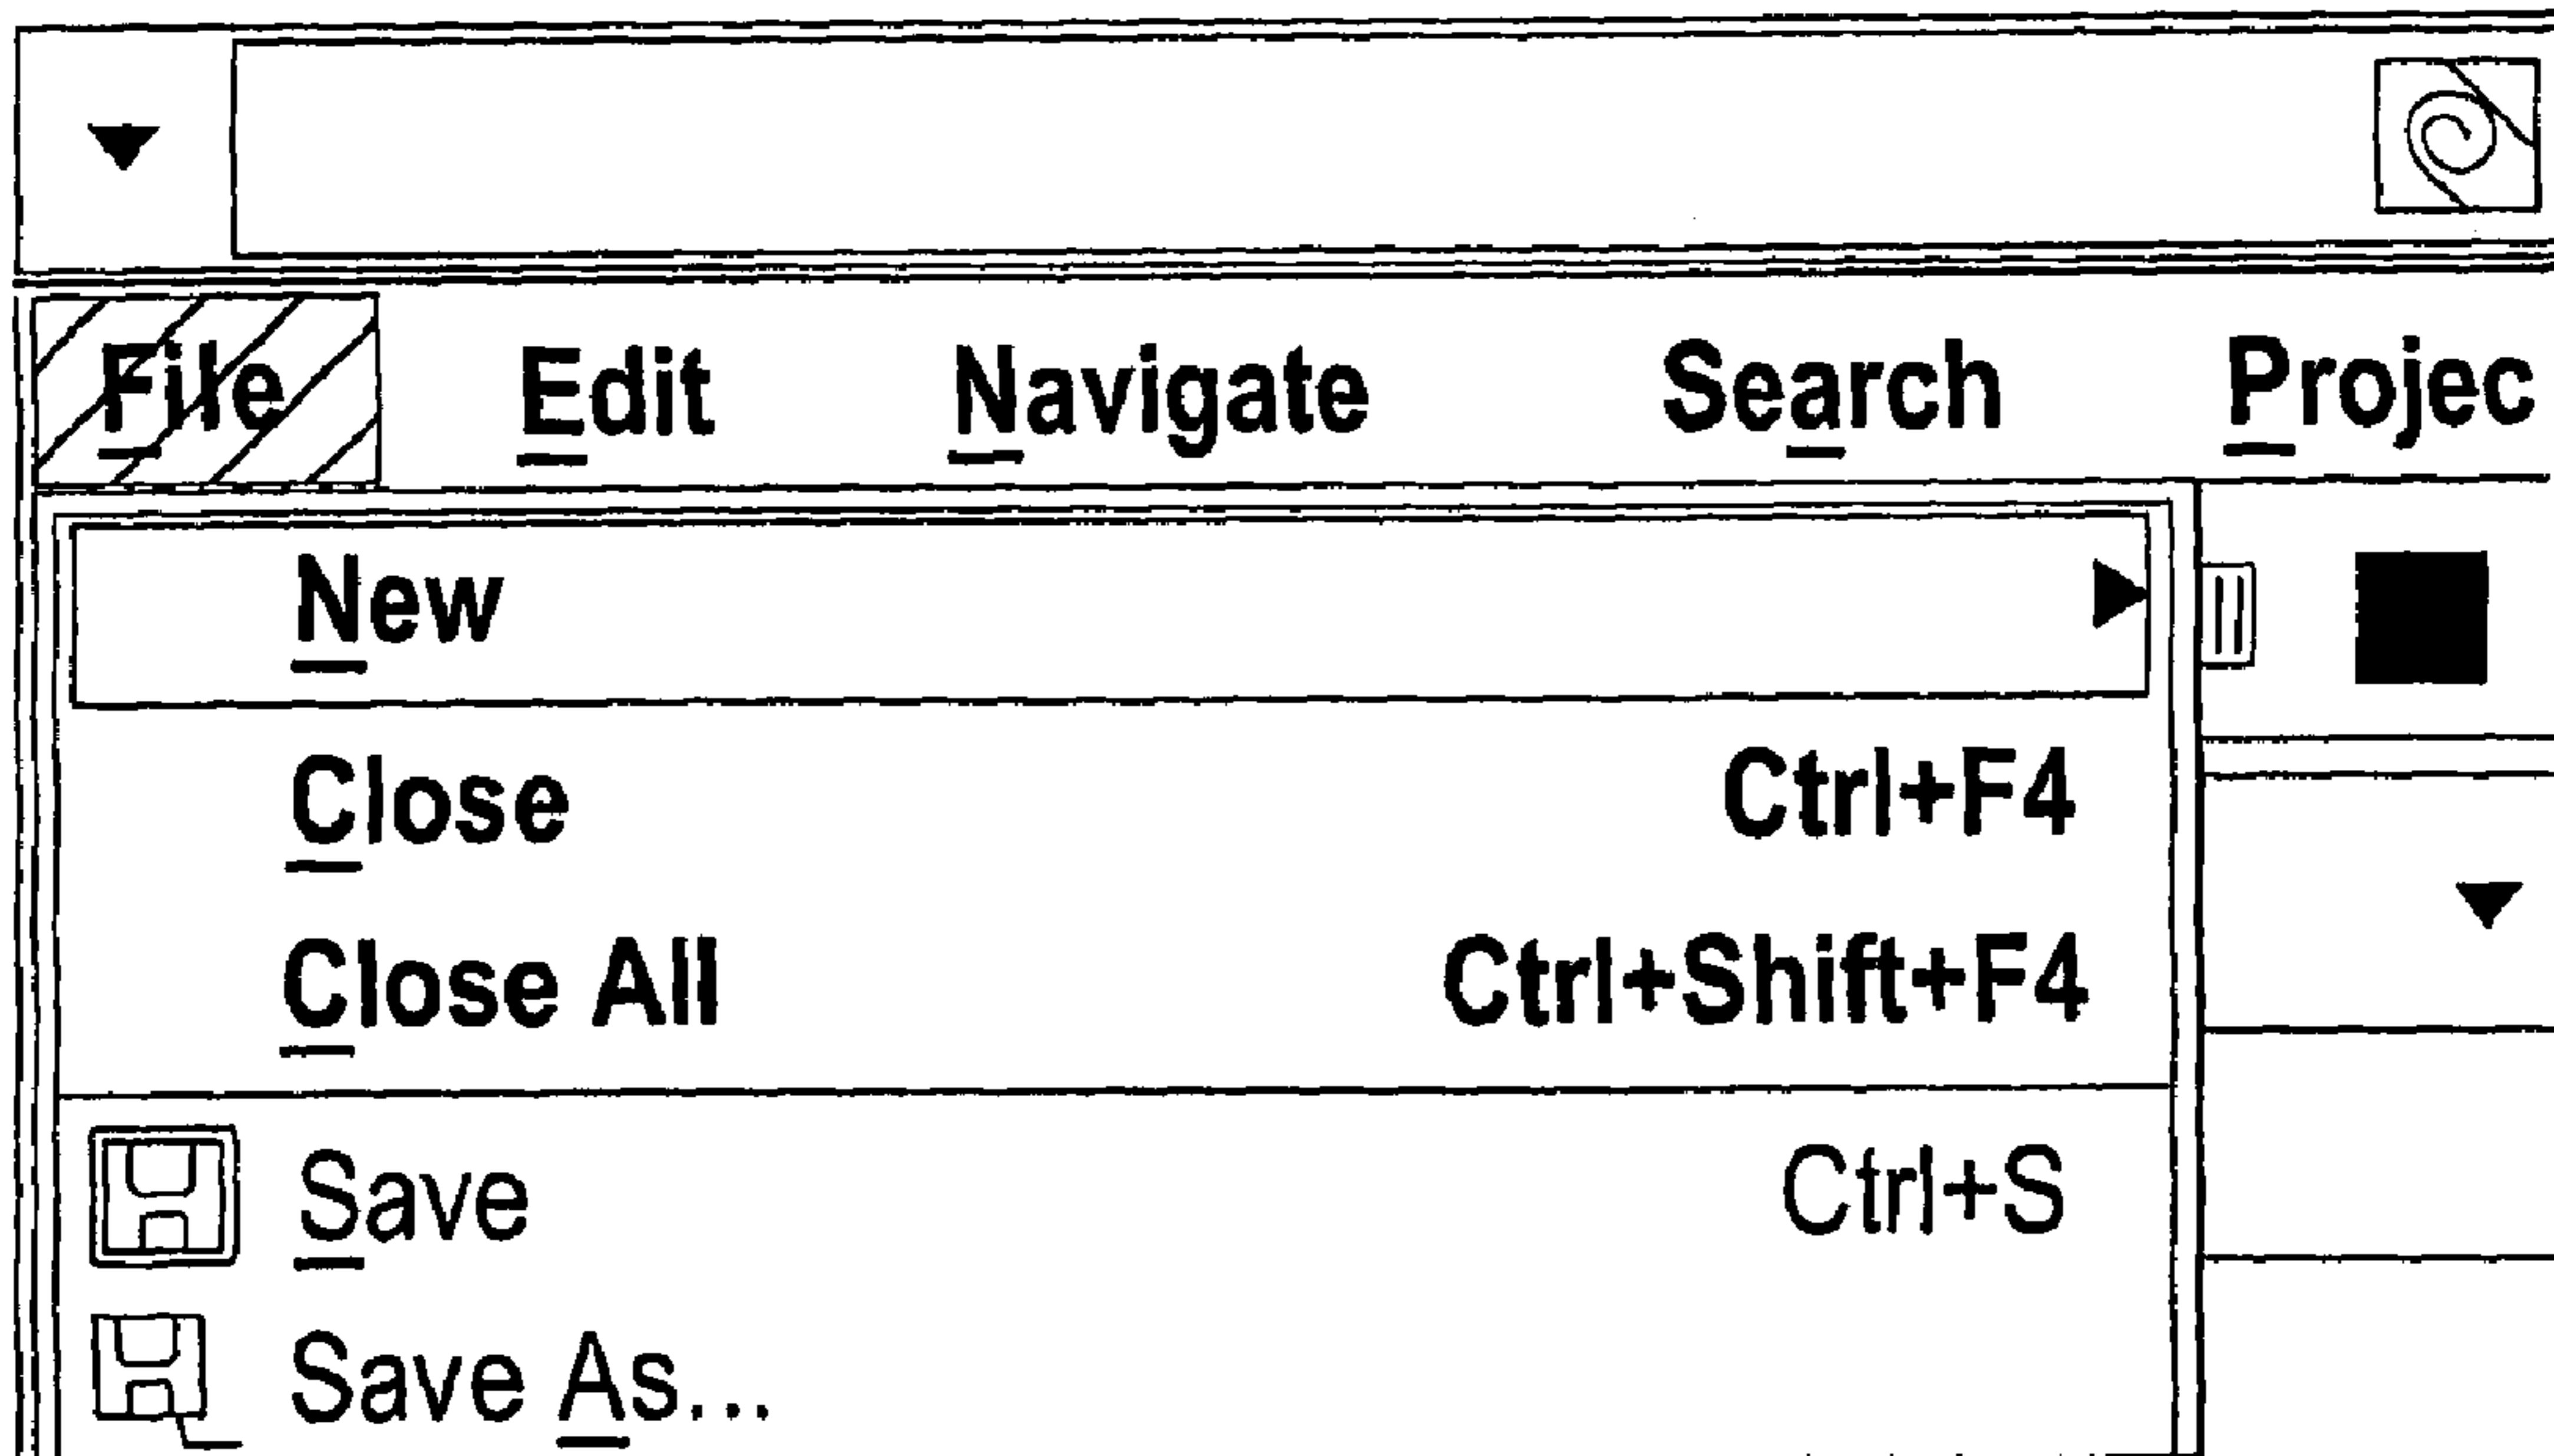 File Edit Navigate Search Projec
New
Close Ctrl+F4
Close All Ctrl+Shift+F4
Save Ctrl+S
Save As...